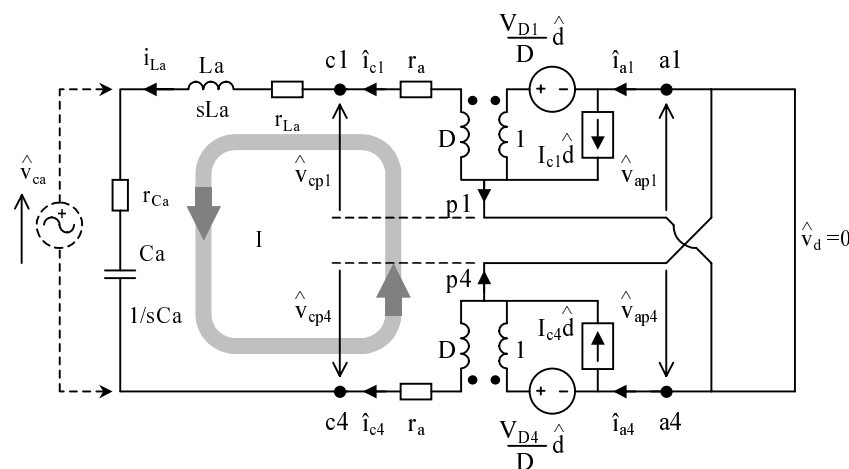 V_D1/D d̂
i_La
La
c1
î_c1
r_a
î_a1
a1
sLa
r_La
D
1
I_c1 d̂
v̂_cp1
v̂_ap1
v̂_ca
r_Ca
p1
I
v̂_d =0
Ca
p4
1/sCa
v̂_cp4
D
1
I_c4 d̂
v̂_ap4
c4
î_c4
r_a
V_D4/D d̂
î_a4
a4